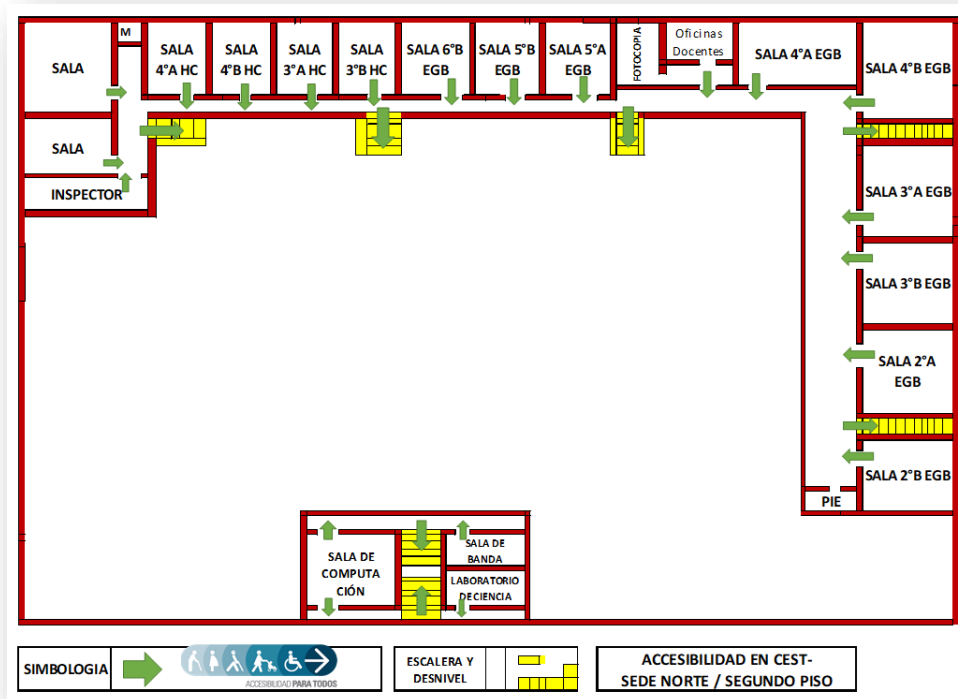 M
SALA
SALA
4°A HC
SALA
4°B HC
SALA
3°A HC
SALA
3°B HC
SALA 6°B
EGB
SALA 5°B
EGB
SALA 5°A
EGB
FOTOCOPIA
Oficinas
Docentes
SALA 4°A EGB
SALA 4°B EGB
SALA
INSPECTOR
SALA 3°A EGB
SALA 3°B EGB
SALA 2°A
EGB
SALA 2°B EGB
PIE
SALA DE
COMPUTA
CIÓN
SALA DE
BANDA
LABORATORIO
DECIENCIA
SIMBOLOGIA
ACCESIBILIDAD PARA TODOS
ESCALERA Y
DESNIVEL
ACCESIBILIDAD EN CEST-
SEDE NORTE / SEGUNDO PISO